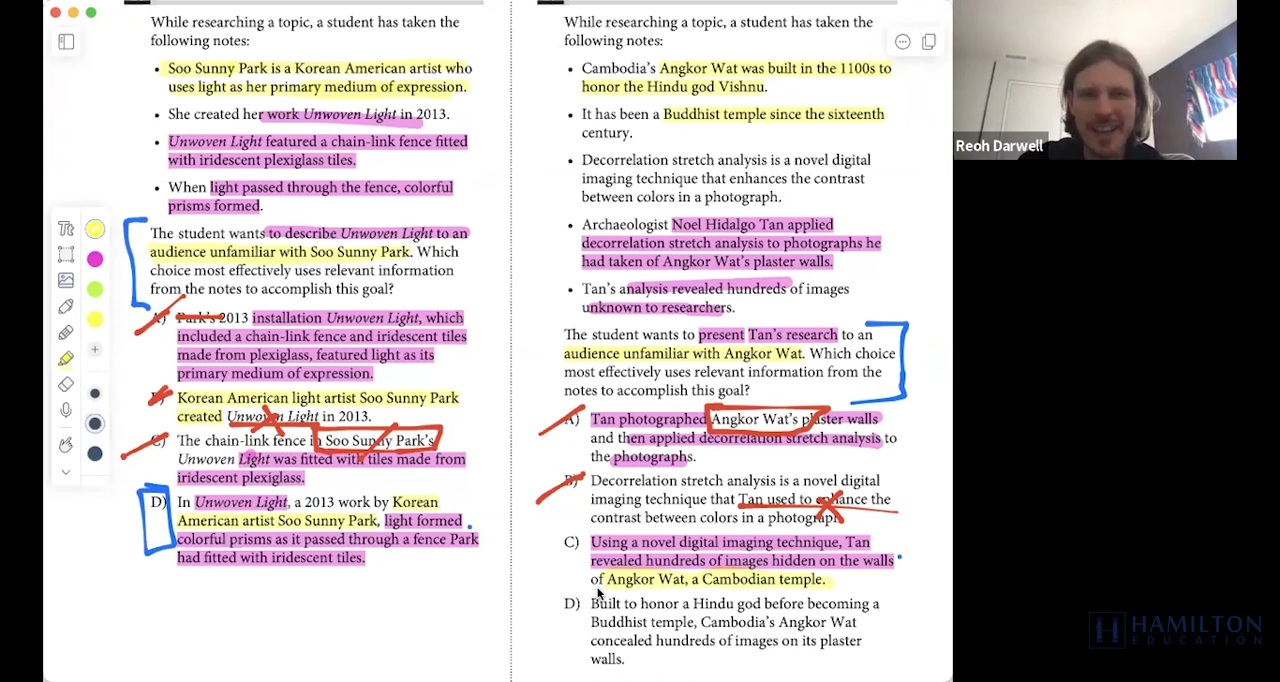 While researching a topic, a student has taken the
following notes:
• Soo Sunny Park is a Korean American artist who
uses light as her primary medium of expression.
• She created her work Unwoven Light in 2013.
• Unwoven Light featured a chain-link fence fitted
with iridescent plexiglass tiles.
• When light passed through the fence, colorful
prisms formed.
The student wants to describe Unwoven Light to an
audience unfamiliar with Soo Sunny Park. Which
choice most effectively uses relevant information
from the notes to accomplish this goal?
A) Park's 2013 installation Unwoven Light, which
included a chain-link fence and iridescent tiles
made from plexiglass, featured light as its
primary medium of expression.
B) Korean American light artist Soo Sunny Park
created Unwoven Light in 2013.
C) The chain-link fence in Soo Sunny Park's
Unwoven Light was fitted with tiles made from
iridescent plexiglass.
D) In Unwoven Light, a 2013 work by Korean
American artist Soo Sunny Park, light formed
colorful prisms as it passed through a fence Park
had fitted with iridescent tiles.
While researching a topic, a student has taken the
following notes:
• Cambodia's Angkor Wat was built in the 1100s to
honor the Hindu god Vishnu.
• It has been a Buddhist temple since the sixteenth
century.
• Decorrelation stretch analysis is a novel digital
imaging technique that enhances the contrast
between colors in a photograph.
• Archaeologist Noel Hidalgo Tan applied
decorrelation stretch analysis to photographs he
had taken of Angkor Wat's plaster walls.
• Tan's analysis revealed hundreds of images
unknown to researchers.
The student wants to present Tan's research to an
audience unfamiliar with Angkor Wat. Which choice
most effectively uses relevant information from the
notes to accomplish this goal?
A) Tan photographed Angkor Wat's plaster walls
and then applied decorrelation stretch analysis to
the photographs.
B) Decorrelation stretch analysis is a novel digital
imaging technique that Tan used to enhance the
contrast between colors in a photograph.
C) Using a novel digital imaging technique, Tan
revealed hundreds of images hidden on the walls
of Angkor Wat, a Cambodian temple.
D) Built to honor a Hindu god before becoming a
Buddhist temple, Cambodia's Angkor Wat
concealed hundreds of images on its plaster
walls.
Reoh Darwell
HAMILTON
EDUCATION